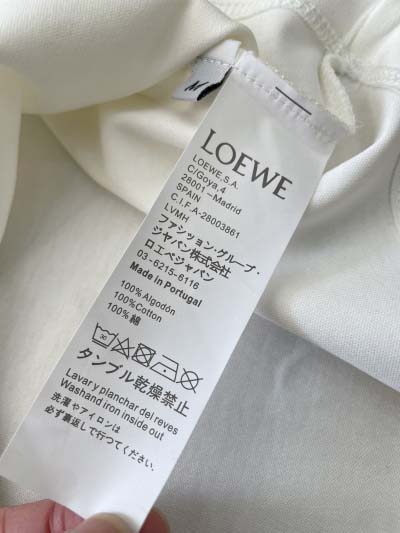 M
LOEWE
LOEWE.S.A.
C/Goya.4
28001-Madrid
SPAIN
C.I.F.A-28003861
LVMH
ファッション・グループ・
ジャパン株式会社
ロエベジャパン
03-6215-6116
Made in Portugal
100%Algodón
100%Cotton
100%綿
タンブル乾燥禁止
Lavar y planchar del reves
Washand iron inside out
洗濯やアイロンは
必ず裏返しで行つてください.